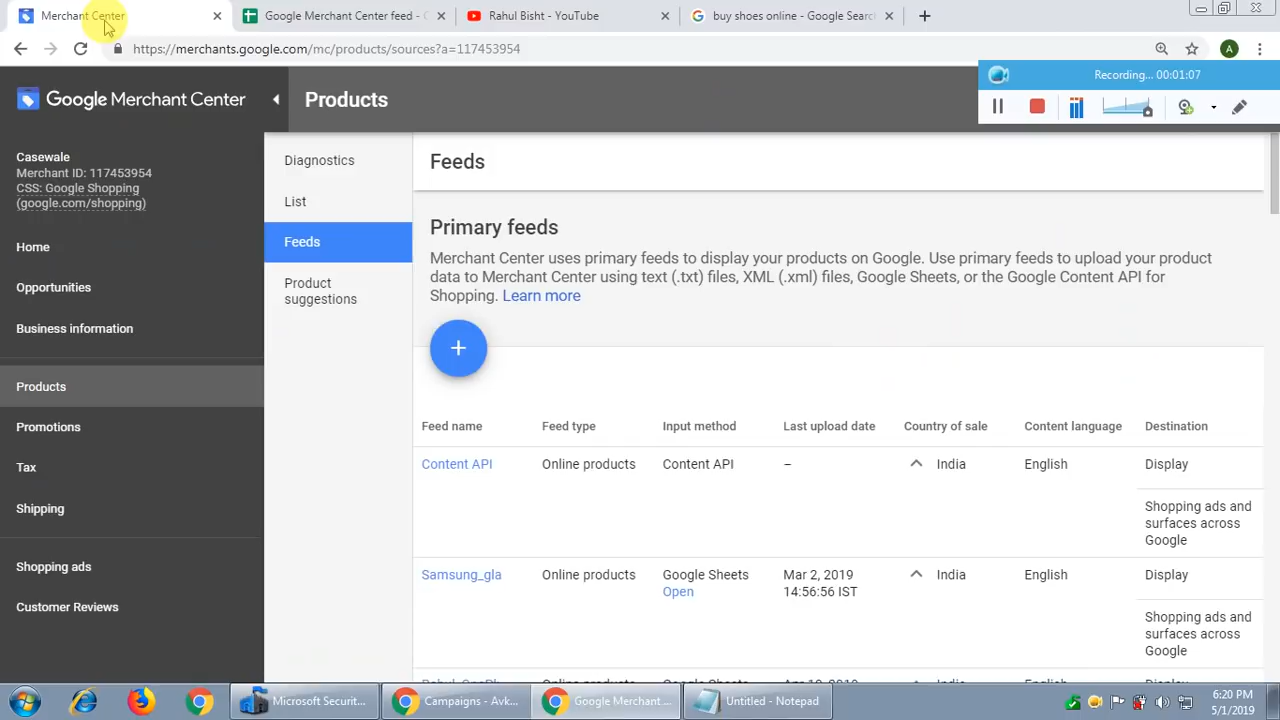 Merchant Center
Google Merchant Center feed -
Rahul Bisht - YouTube
buy shoes online - Google Searc
https://merchants.google.com/mc/products/sources?a=117453954
A
Recording... 00:01:07
Google Merchant Center
Products
Casewale
Merchant ID: 117453954
CSS: Google Shopping
(google.com/shopping)
Home
Opportunities
Business information
Products
Promotions
Tax
Shipping
Shopping ads
Customer Reviews
Diagnostics
List
Feeds
Product
suggestions
Feeds
Primary feeds
Merchant Center uses primary feeds to display your products on Google. Use primary feeds to upload your product
data to Merchant Center using text (.txt) files, XML (.xml) files, Google Sheets, or the Google Content API for
Shopping. Learn more
Feed name Feed type Input method Last upload date Country of sale Content language Destination
Content API Online products Content API – India English Display
Shopping ads and
surfaces across
Google
Samsung_gla Online products Google Sheets Mar 2, 2019 India English Display
Open 14:56:56 IST
Shopping ads and
surfaces across
Google
Microsoft Securit...
Campaigns - Avk...
Google Merchant ...
Untitled - Notepad
6:20 PM
5/1/2019